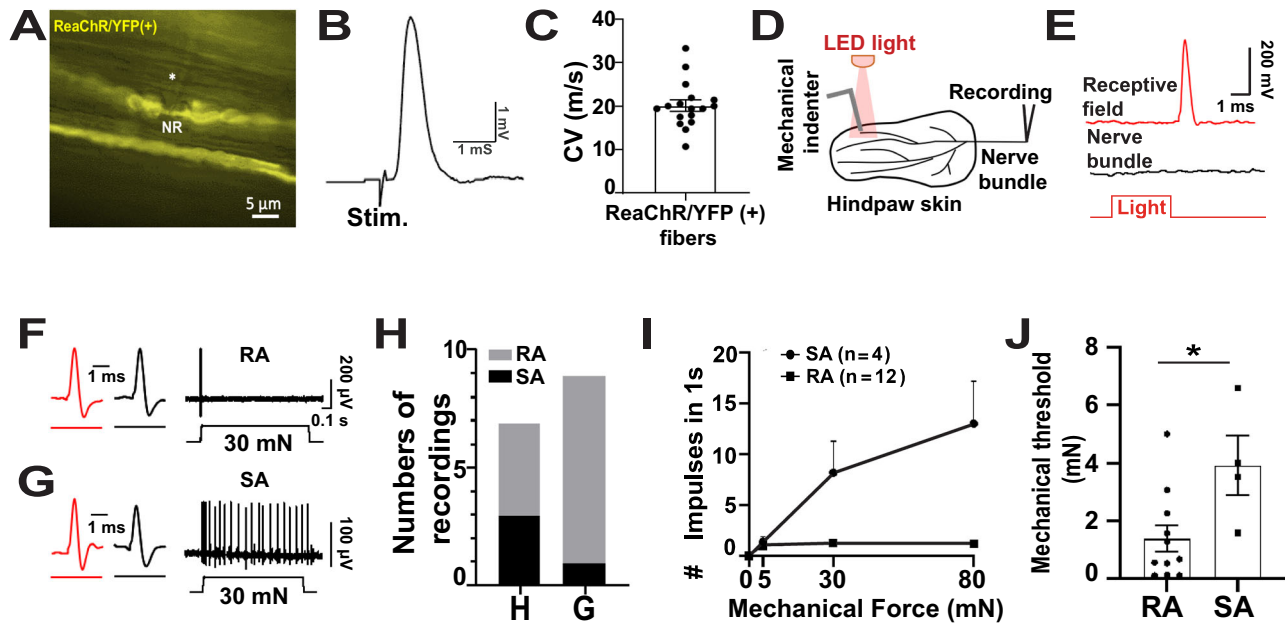 A
ReaChR/YFP(+)
*
NR
5 μm
B
1 mV
1 mS
Stim.
C
CV (m/s)
40
30
20
10
0
ReaChR/YFP (+)
fibers
D
LED light
Mechanical
indenter
Recording
Nerve
bundle
Hindpaw skin
E
200 mV
1 ms
Receptive
field
Nerve
bundle
Light
F
1 ms
RA
200 μV
0.1 s
30 mN
G
1 ms
SA
100 μV
30 mN
H
Numbers of
recordings
10
5
0
RA
SA
H
G
I
# Impulses in 1s
20
15
10
5
0
SA (n=4)
RA (n=12)
0
5
30
80
Mechanical Force (mN)
J
Mechanical threshold
(mN)
8
6
4
2
0
*
RA
SA